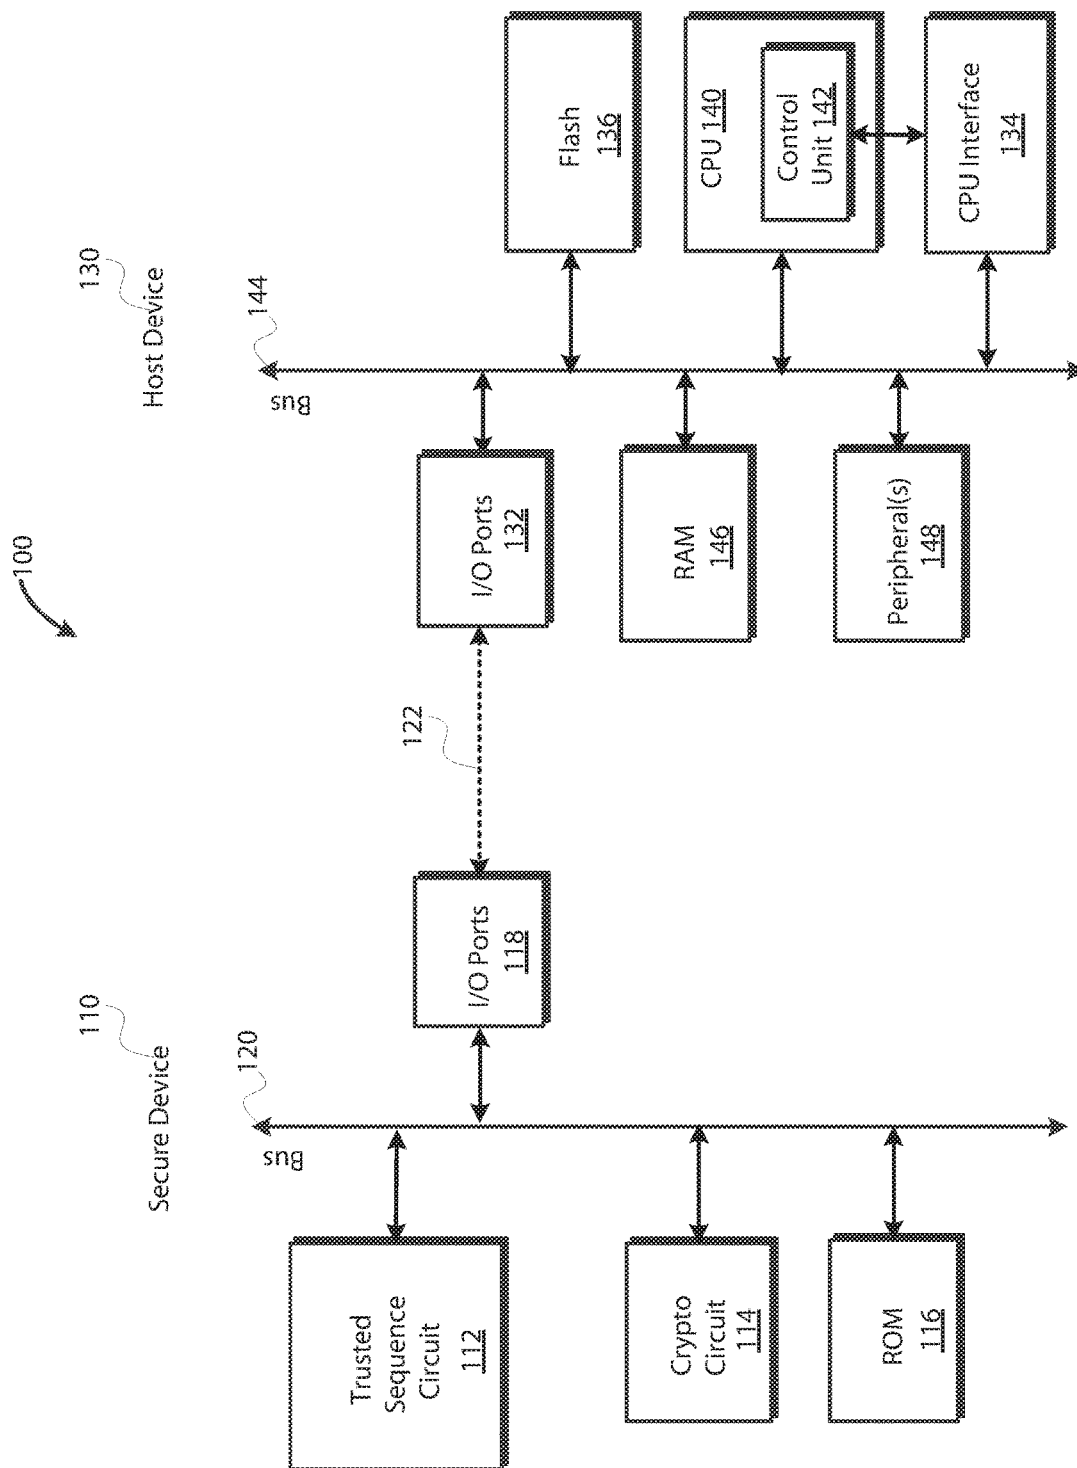 100
Secure Device
110
Host Device
130
Bus
120
Bus
144
Trusted
Sequence
Circuit
112
I/O Ports
118
122
I/O Ports
132
Flash
136
Crypto
Circuit
114
RAM
146
CPU 140
Control
Unit 142
ROM
116
Peripheral(s)
148
CPU Interface
134